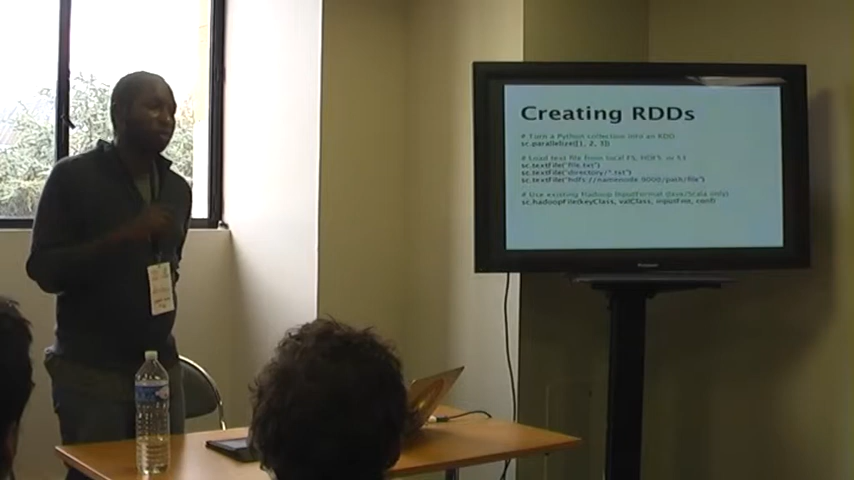 Creating RDDs
# Turn a Python collection into an RDD
sc.parallelize([1, 2, 3])
# Load text file from local FS, HDFS, or S3
sc.textFile("file.txt")
sc.textFile("directory/*.txt")
sc.textFile("hdfs://namenode:9000/path/file")
# Use existing Hadoop InputFormat (Java/Scala only)
sc.hadoopFile(keyClass, valClass, inputFmt, conf)